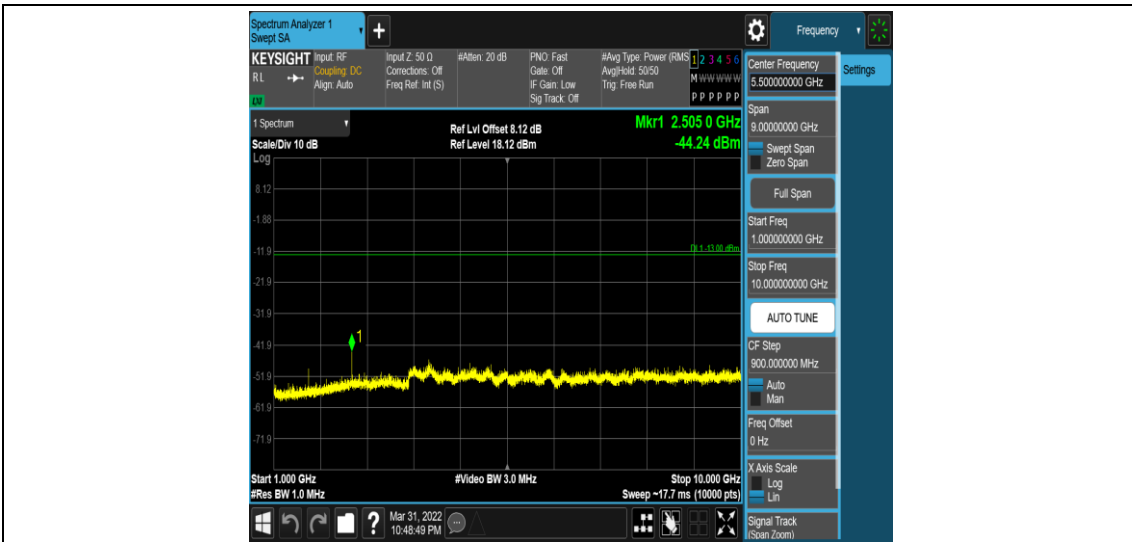 Spectrum Analyzer 1
Swept SA
+
Frequency
KEYSIGHT
RL
LXI
Input: RF
Coupling: DC
Align: Auto
Input Z: 50 Ω
Corrections: Off
Freq Ref: Int (S)
#Atten: 20 dB
PNO: Fast
Gate: Off
IF Gain: Low
Sig Track: Off
#Avg Type: Power (RMS
Avg|Hold: 50/50
Trig: Free Run
1 2 3 4 5 6
M W W W W W
P P P P P P
Settings
1 Spectrum
Scale/Div 10 dB
Log
Ref Lvl Offset 8.12 dB
Ref Level 18.12 dBm
Mkr1 2.505 0 GHz
-44.24 dBm
8.12
-1.88
-11.9
DL1 -13.00 dBm
-21.9
-31.9
-41.9
1
-51.9
-61.9
-71.9
Start 1.000 GHz
#Video BW 3.0 MHz
Stop 10.000 GHz
#Res BW 1.0 MHz
Sweep ~17.7 ms (10000 pts)
Center Frequency
5.500000000 GHz
Span
9.00000000 GHz
Swept Span
Zero Span
Full Span
Start Freq
1.000000000 GHz
Stop Freq
10.000000000 GHz
AUTO TUNE
CF Step
900.000000 MHz
Auto
Man
Freq Offset
0 Hz
X Axis Scale
Log
Lin
Signal Track
(Span Zoom)
?
Mar 31, 2022
10:48:49 PM